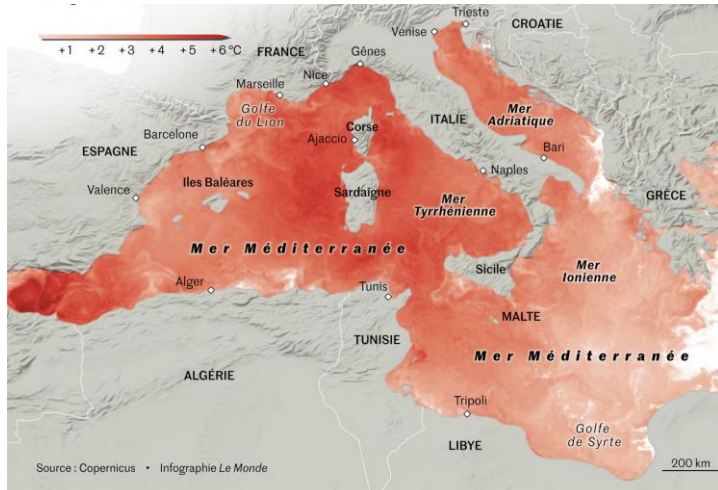 +1 +2 +3 +4 +5 +6 °C
Trieste
Venise
CROATIE
FRANCE
Gênes
Nice
Marseille
Golfe
du Lion
Mer
Adriatique
Corse
ITALIE
Barcelone
Ajaccio
Bari
ESPAGNE
Iles Baléares
Naples
Valence
Sardaigne
Mer
Tyrrhénienne
GRÈCE
Mer Méditerranée
Sicile
Mer
Ionienne
Alger
Tunis
MALTE
TUNISIE
Mer Méditerranée
ALGÉRIE
Tripoli
Golfe
de Syrte
LIBYE
Source : Copernicus • Infographie Le Monde
200 km